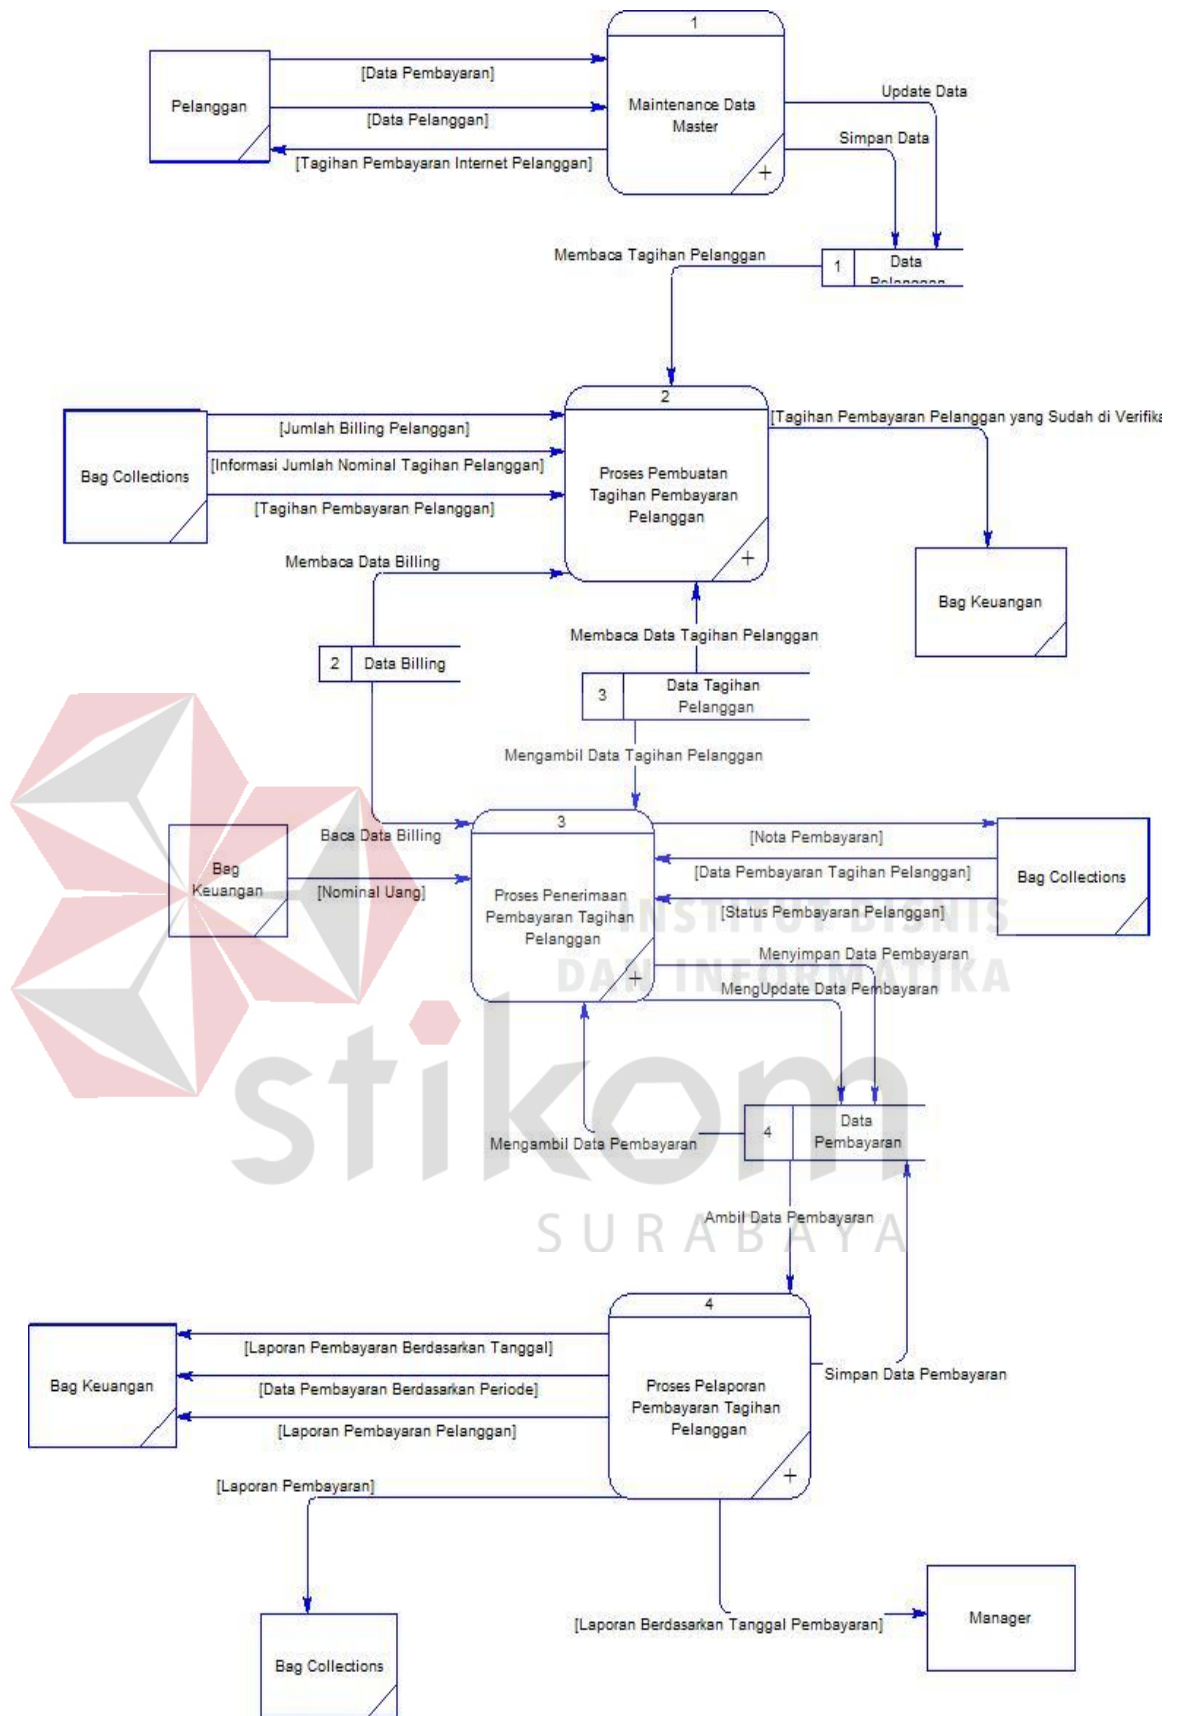 1
[Data Pembayaran]
Pelanggan
Maintenance Data
Master
[Data Pelanggan]
[Tagihan Pembayaran Internet Pelanggan]
+
Update Data
Simpan Data
Membaca Tagihan Pelanggan
1
Data
Pelanggan
2
[Jumlah Billing Pelanggan]
[Tagihan Pembayaran Pelanggan yang Sudah di Verifika
[Informasi Jumlah Nominal Tagihan Pelanggan]
Bag Collections
Proses Pembuatan
Tagihan Pembayaran
Pelanggan
[Tagihan Pembayaran Pelanggan]
+
Membaca Data Billing
Bag Keuangan
Membaca Data Tagihan Pelanggan
2
Data Billing
3
Data Tagihan
Pelanggan
Mengambil Data Tagihan Pelanggan
3
Baca Data Billing
[Nota Pembayaran]
Bag
Keuangan
[Nominal Uang]
Proses Penerimaan
Pembayaran Tagihan
Pelanggan
[Data Pembayaran Tagihan Pelanggan]
Bag Collections
[Status Pembayaran Pelanggan]
INSTITUT BISNIS
DAN INFORMATIKA
+
Menyimpan Data Pembayaran
MengUpdate Data Pembayaran
stikom
SURABAYA
Mengambil Data Pembayaran
4
Data
Pembayaran
Ambil Data Pembayaran
4
[Laporan Pembayaran Berdasarkan Tanggal]
Bag Keuangan
[Data Pembayaran Berdasarkan Periode]
Proses Pelaporan
Pembayaran Tagihan
Pelanggan
Simpan Data Pembayaran
[Laporan Pembayaran Pelanggan]
+
[Laporan Pembayaran]
[Laporan Berdasarkan Tanggal Pembayaran]
Manager
Bag Collections